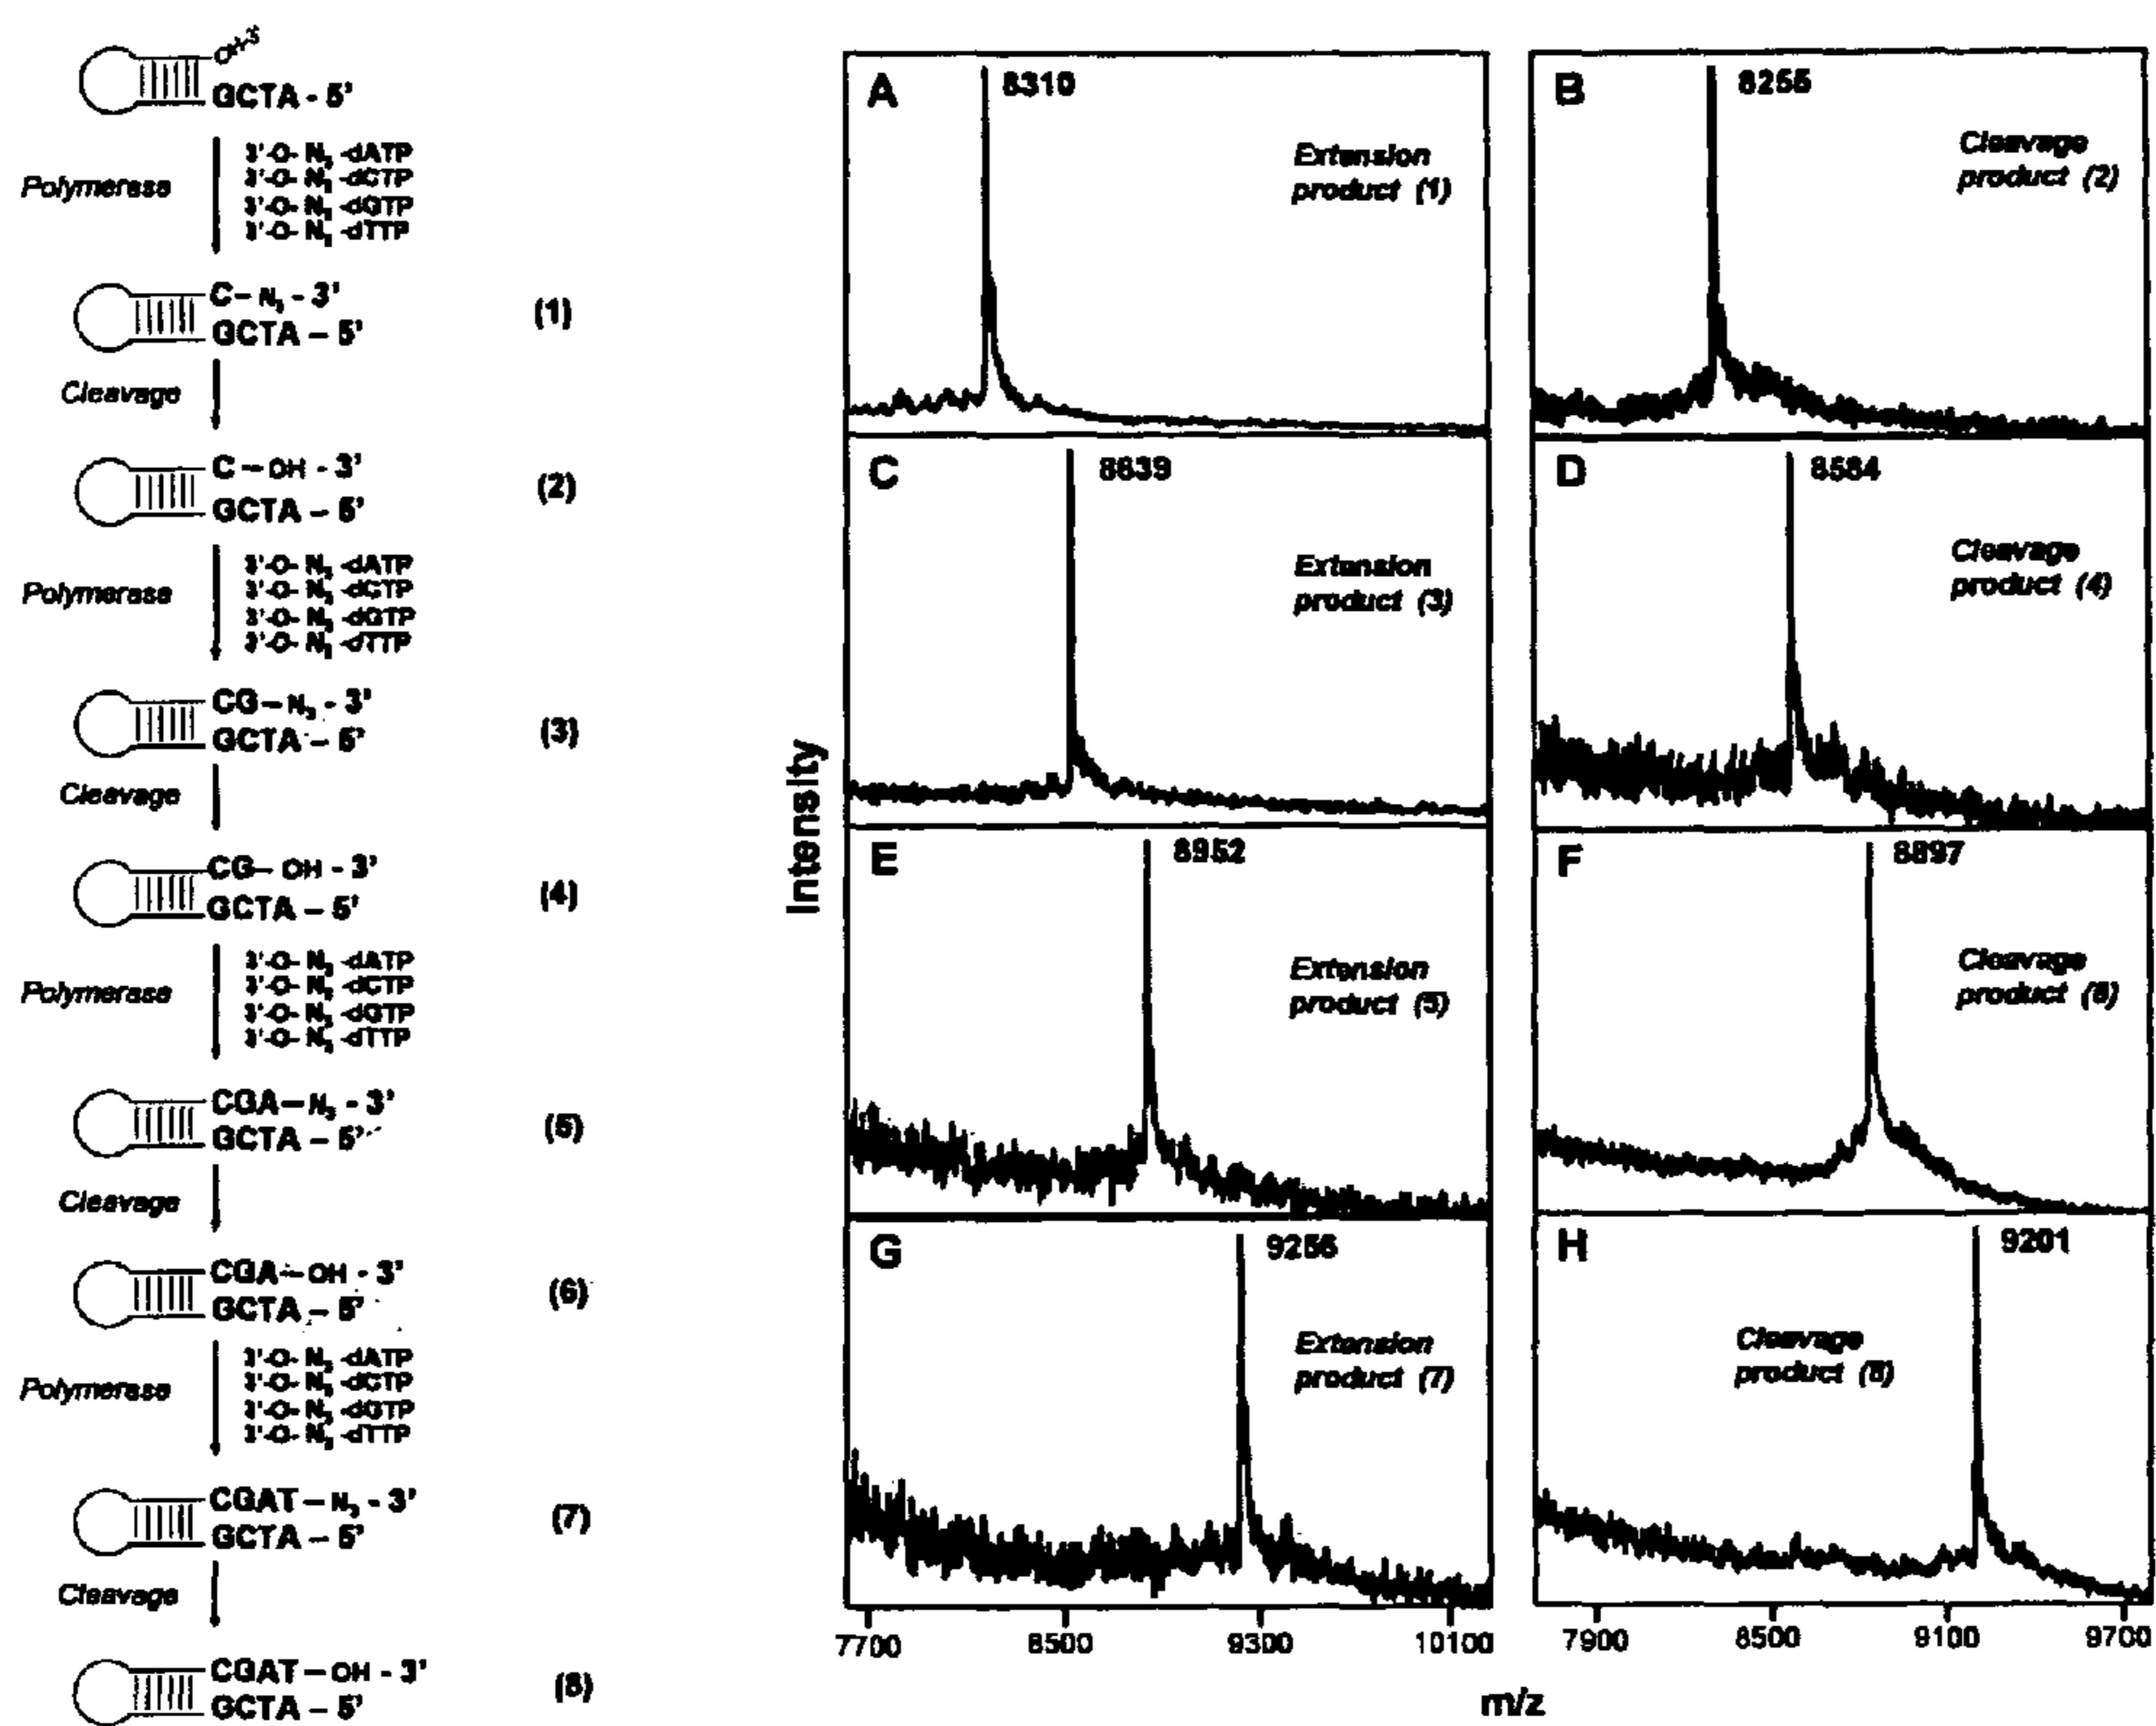 OH-3'
GCTA - 5'
Polymerase
3'-O- N3 -dATP
3'-O- N3 -dCTP
3'-O- N3 -dGTP
3'-O- N3 -dTTP
C- N3 - 3'
GCTA - 5'
(1)
Cleavage
C - OH - 3'
GCTA - 5'
(2)
Polymerase
3'-O- N3 -dATP
3'-O- N3 -dCTP
3'-O- N3 -dGTP
3'-O- N3 -dTTP
CG- N3 - 3'
GCTA - 5'
(3)
Cleavage
CG- OH - 3'
GCTA - 5'
(4)
Polymerase
3'-O- N3 -dATP
3'-O- N3 -dCTP
3'-O- N3 -dGTP
3'-O- N3 -dTTP
CGA- N3 - 3'
GCTA - 5'
(5)
Cleavage
CGA- OH - 3'
GCTA - 5'
(6)
Polymerase
3'-O- N3 -dATP
3'-O- N3 -dCTP
3'-O- N3 -dGTP
3'-O- N3 -dTTP
CGAT - N3 - 3'
GCTA - 5'
(7)
Cleavage
CGAT - OH - 3'
GCTA - 5'
(8)
Intensity
A
8310
Extension
product (1)
B
8255
Cleavage
product (2)
C
8639
Extension
product (3)
D
8584
Cleavage
product (4)
E
8952
Extension
product (5)
F
8897
Cleavage
product (6)
G
9256
Extension
product (7)
H
9201
Cleavage
product (8)
7700 8500 9300 10100
7900 8500 9100 9700
m/z